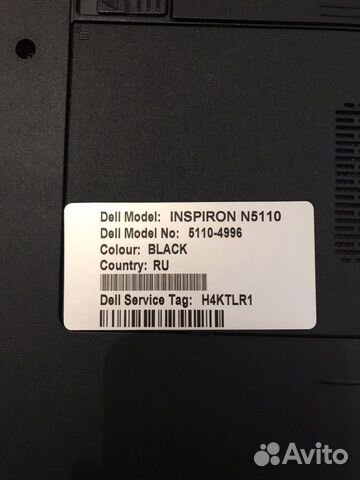 Dell Model: INSPIRON N5110
Dell Model No: 5110-4996
Colour: BLACK
Country: RU
Dell Service Tag: H4KTLR1
Avito